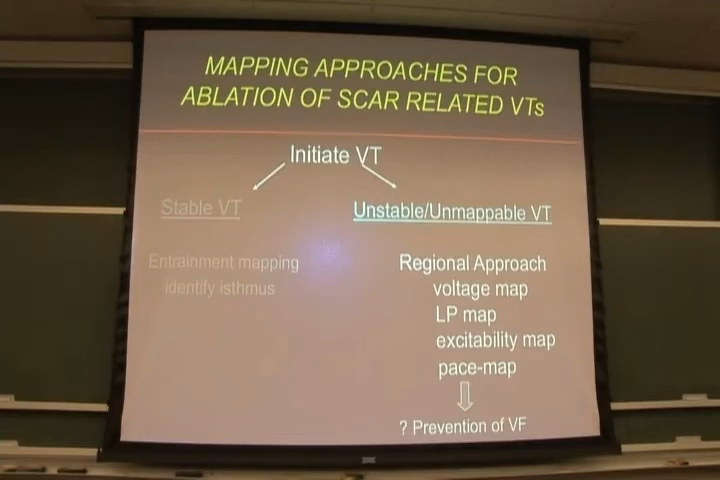 MAPPING APPROACHES FOR
ABLATION OF SCAR RELATED VTs
Initiate VT
Stable VT
Unstable/Unmappable VT
Entrainment mapping
identify isthmus
Regional Approach
voltage map
LP map
excitability map
pace-map
? Prevention of VF